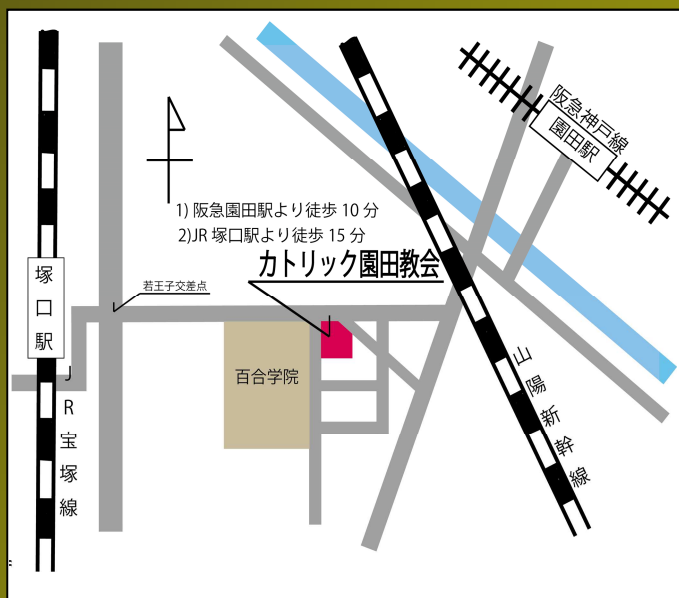 阪急神戸線
園田駅
1) 阪急園田駅より徒歩 10 分
2)JR 塚口駅より徒歩 15 分
カトリック園田教会
若王子交差点
塚口駅
百合学院
山陽新幹線
JR宝塚線